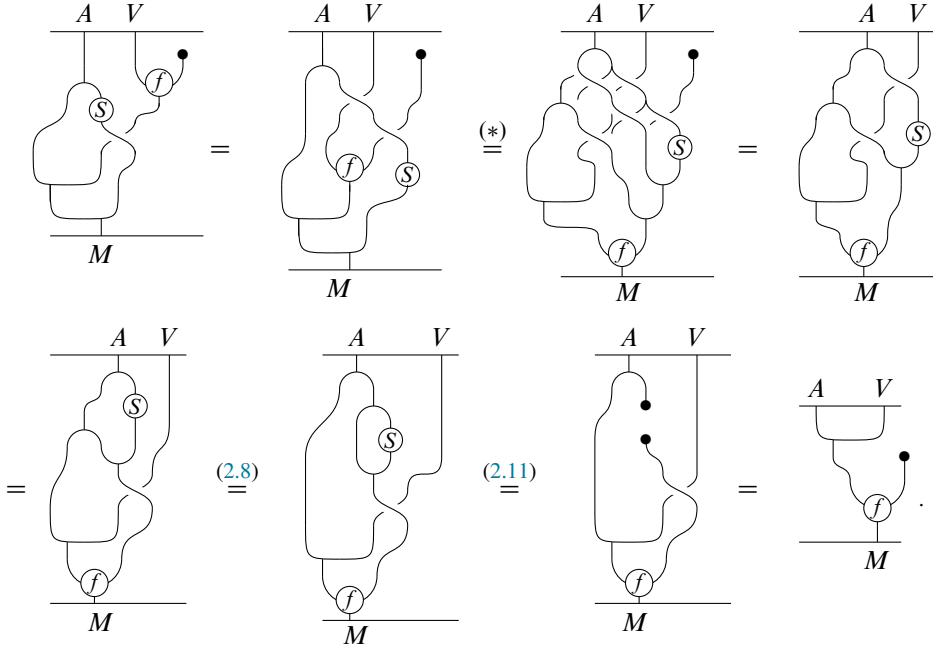 A V A V A V A V
f S = f S (*) = S = S
M f f f
M M M
A V A V A V A V
= S (2.8) = S (2.11) = = f .
f f f M
M M M